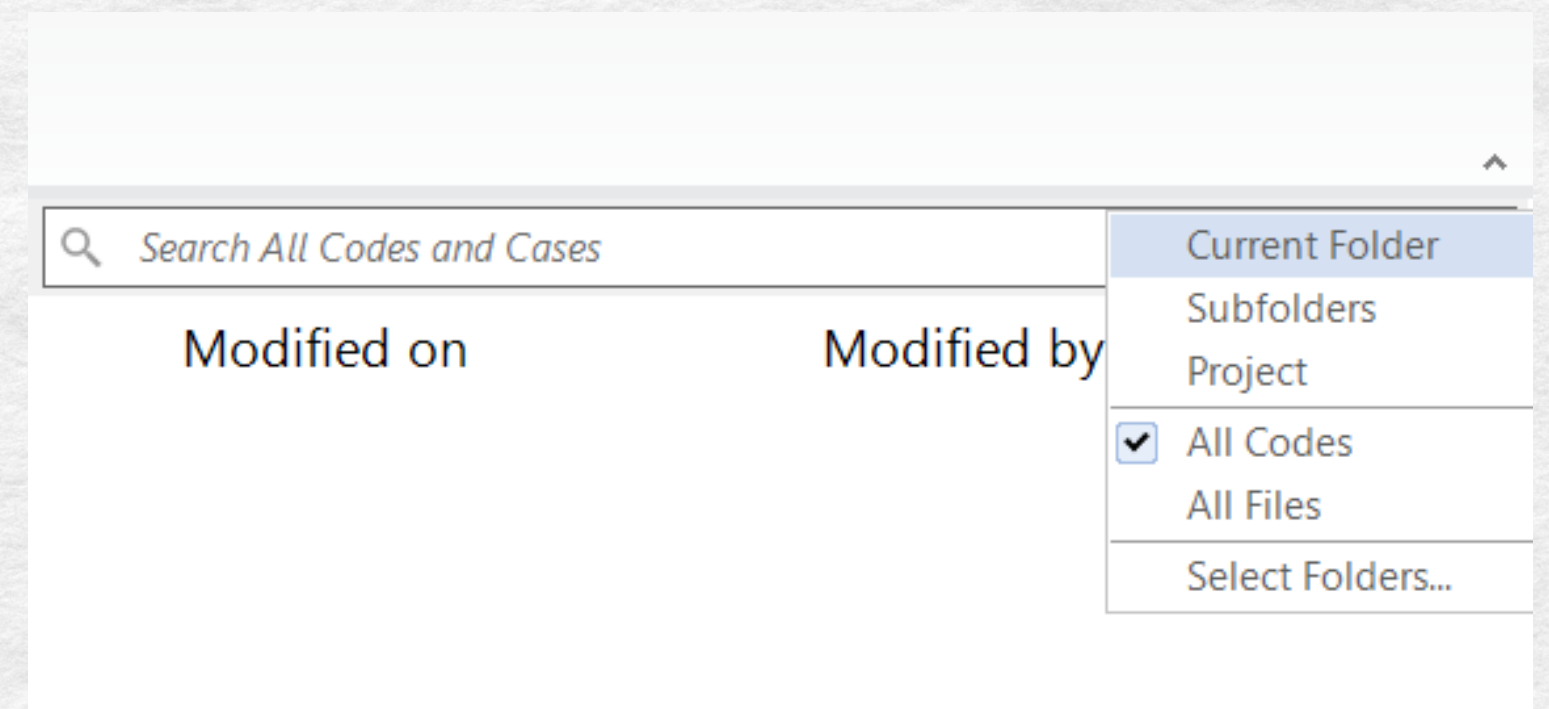 Search All Codes and Cases
Modified on
Modified by
Current Folder
Subfolders
Project
All Codes
All Files
Select Folders...